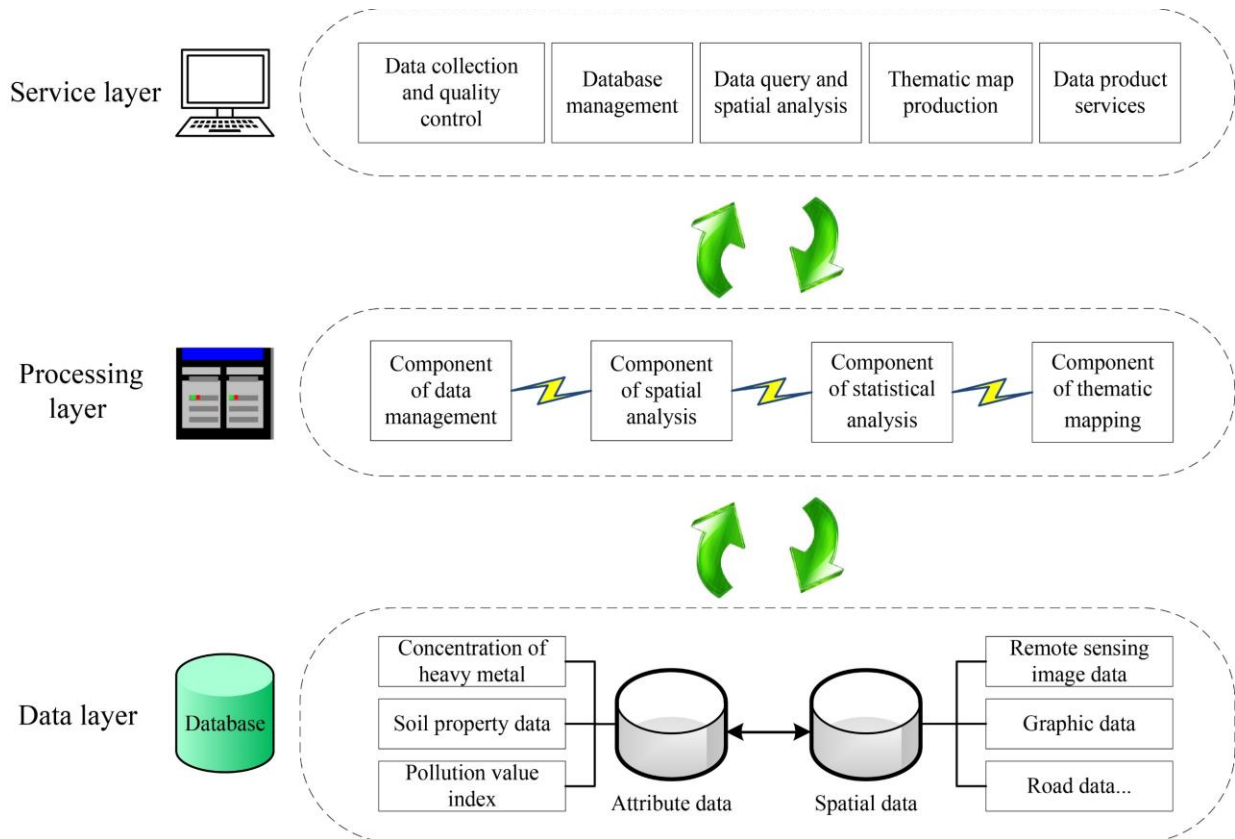 Service layer
Data collection
and quality
control
Database
management
Data query and
spatial analysis
Thematic map
production
Data product
services
Processing
layer
Component
of data
management
Component
of spatial
analysis
Component
of statistical
analysis
Component
of thematic
mapping
Data layer
Database
Concentration of
heavy metal
Soil property data
Pollution value
index
Attribute data
Spatial data
Remote sensing
image data
Graphic data
Road data...